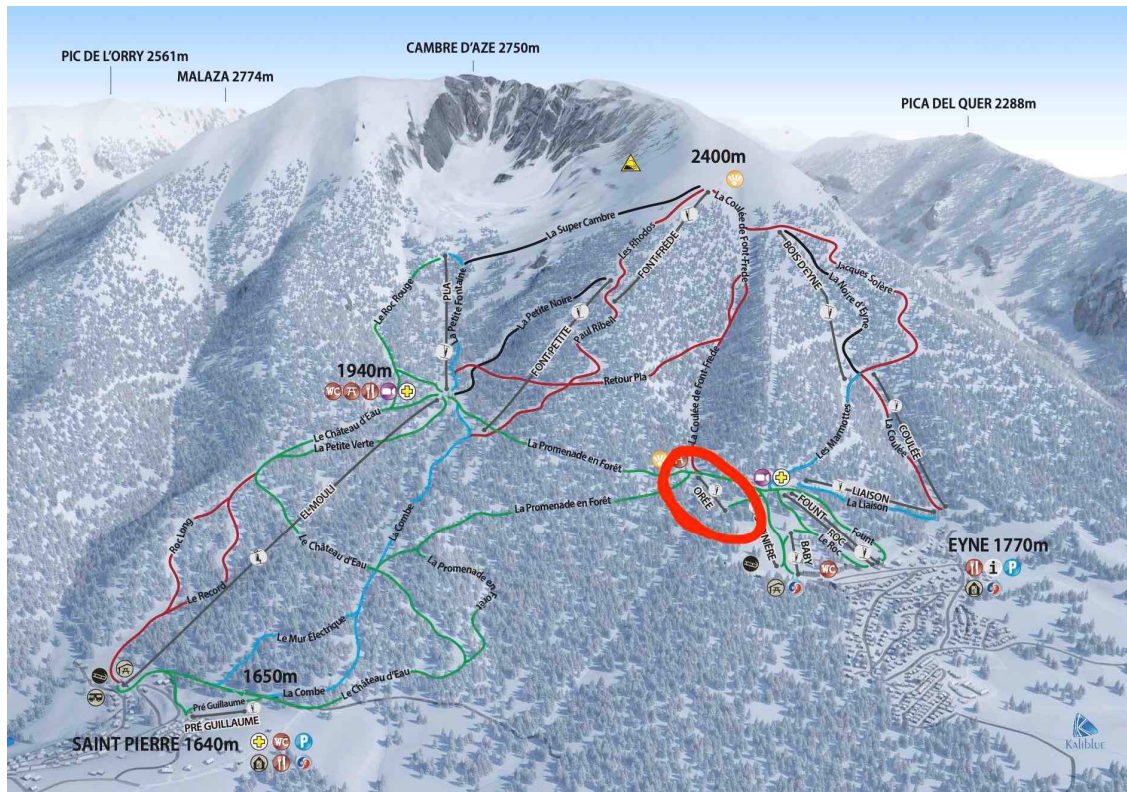 PIC DE L'ORRY 2561m
MALAZA 2774m
CAMBRE D'AZE 2750m
PICA DEL QUER 2288m
2400m
La Super Cambre
Les Rhodos
FONT-FRÈDE
La Coulée de Font-Frede
BOIS D'EYNE
Jacques Solère
La Noire d'Eyne
Le Roc Rouge
PLA
La Petite Fontaine
La Petite Noire
FONT-PETITE
Paul Ribeil
Retour Pla
La Coulée de Font-Frede
1940m
WC
Le Château d'Eau
La Petite Verte
EL-MOULI
La Combe
La Promenade en Forêt
La Promenade en Forêt
Les Marmottes
COULÉE
La Coulée
LIAISON
La Liaison
ORÉE
FOUNT-ROC
Fount
Le Roc
NIÈRE
BABY
WC
EYNE 1770m
i P
Roc Long
Le Record
Le Château d'Eau
La Promenade en Forêt
Le Mur Électrique
1650m
La Combe
Le Château d'Eau
Pré Guillaume
PRÉ GUILLAUME
SAINT PIERRE 1640m
WC P
KALIBLUE